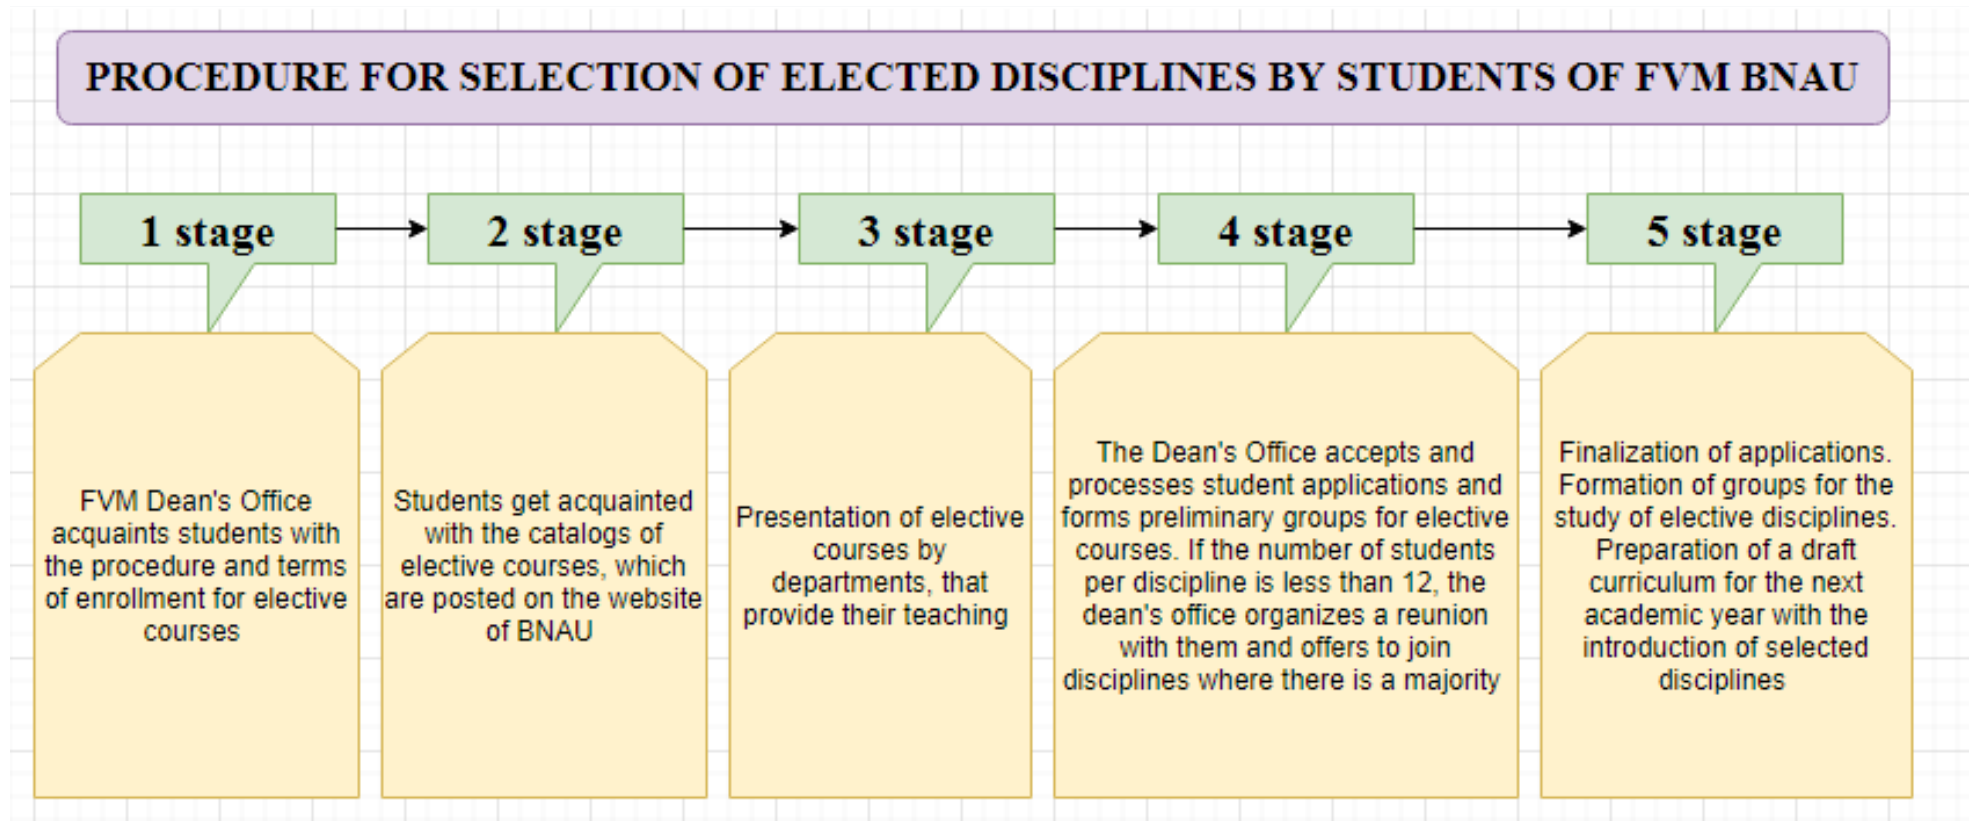 PROCEDURE FOR SELECTION OF ELECTED DISCIPLINES BY STUDENTS OF FVM BNAU
1 stage
2 stage
3 stage
4 stage
5 stage
FVM Dean's Office
acquaints students with
the procedure and terms
of enrollment for elective
courses
Students get acquainted
with the catalogs of
elective courses, which
are posted on the website
of BNAU
Presentation of elective
courses by
departments, that
provide their teaching
The Dean's Office accepts and
processes student applications and
forms preliminary groups for elective
courses. If the number of students
per discipline is less than 12, the
dean's office organizes a reunion
with them and offers to join
disciplines where there is a majority
Finalization of applications.
Formation of groups for the
study of elective disciplines.
Preparation of a draft
curriculum for the next
academic year with the
introduction of selected
disciplines